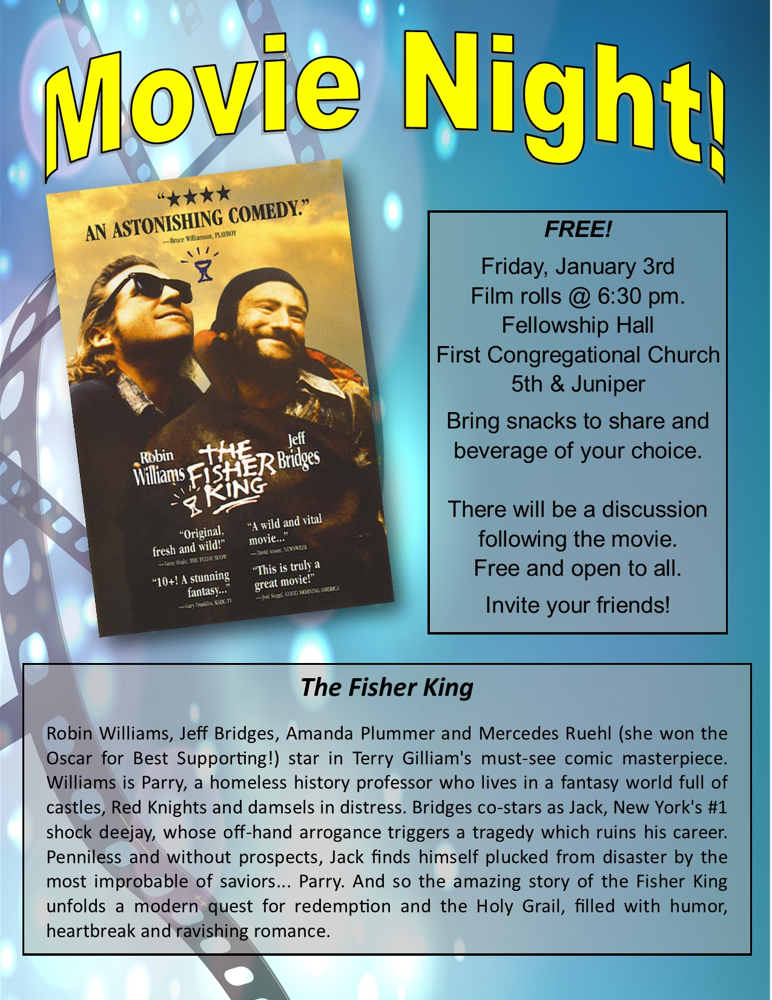 Movie Night!
“★★★★
AN ASTONISHING COMEDY.”
—Bruce Williamson, PLAYBOY
Robin
Williams
THE
FISHER
KING
Jeff
Bridges
“Original,
fresh and wild!”
—Gene Shalit, THE TODAY SHOW
“A wild and vital
movie...”
—David Ansen, NEWSWEEK
“10+! A stunning
fantasy...”
—Gary Franklin, KABC-TV
“This is truly a
great movie!”
—Joel Siegel, GOOD MORNING AMERICA
FREE!
Friday, January 3rd
Film rolls @ 6:30 pm.
Fellowship Hall
First Congregational Church
5th & Juniper
Bring snacks to share and
beverage of your choice.
There will be a discussion
following the movie.
Free and open to all.
Invite your friends!
The Fisher King
Robin Williams, Jeff Bridges, Amanda Plummer and Mercedes Ruehl (she won the
Oscar for Best Supporting!) star in Terry Gilliam's must-see comic masterpiece.
Williams is Parry, a homeless history professor who lives in a fantasy world full of
castles, Red Knights and damsels in distress. Bridges co-stars as Jack, New York's #1
shock deejay, whose off-hand arrogance triggers a tragedy which ruins his career.
Penniless and without prospects, Jack finds himself plucked from disaster by the
most improbable of saviors... Parry. And so the amazing story of the Fisher King
unfolds a modern quest for redemption and the Holy Grail, filled with humor,
heartbreak and ravishing romance.